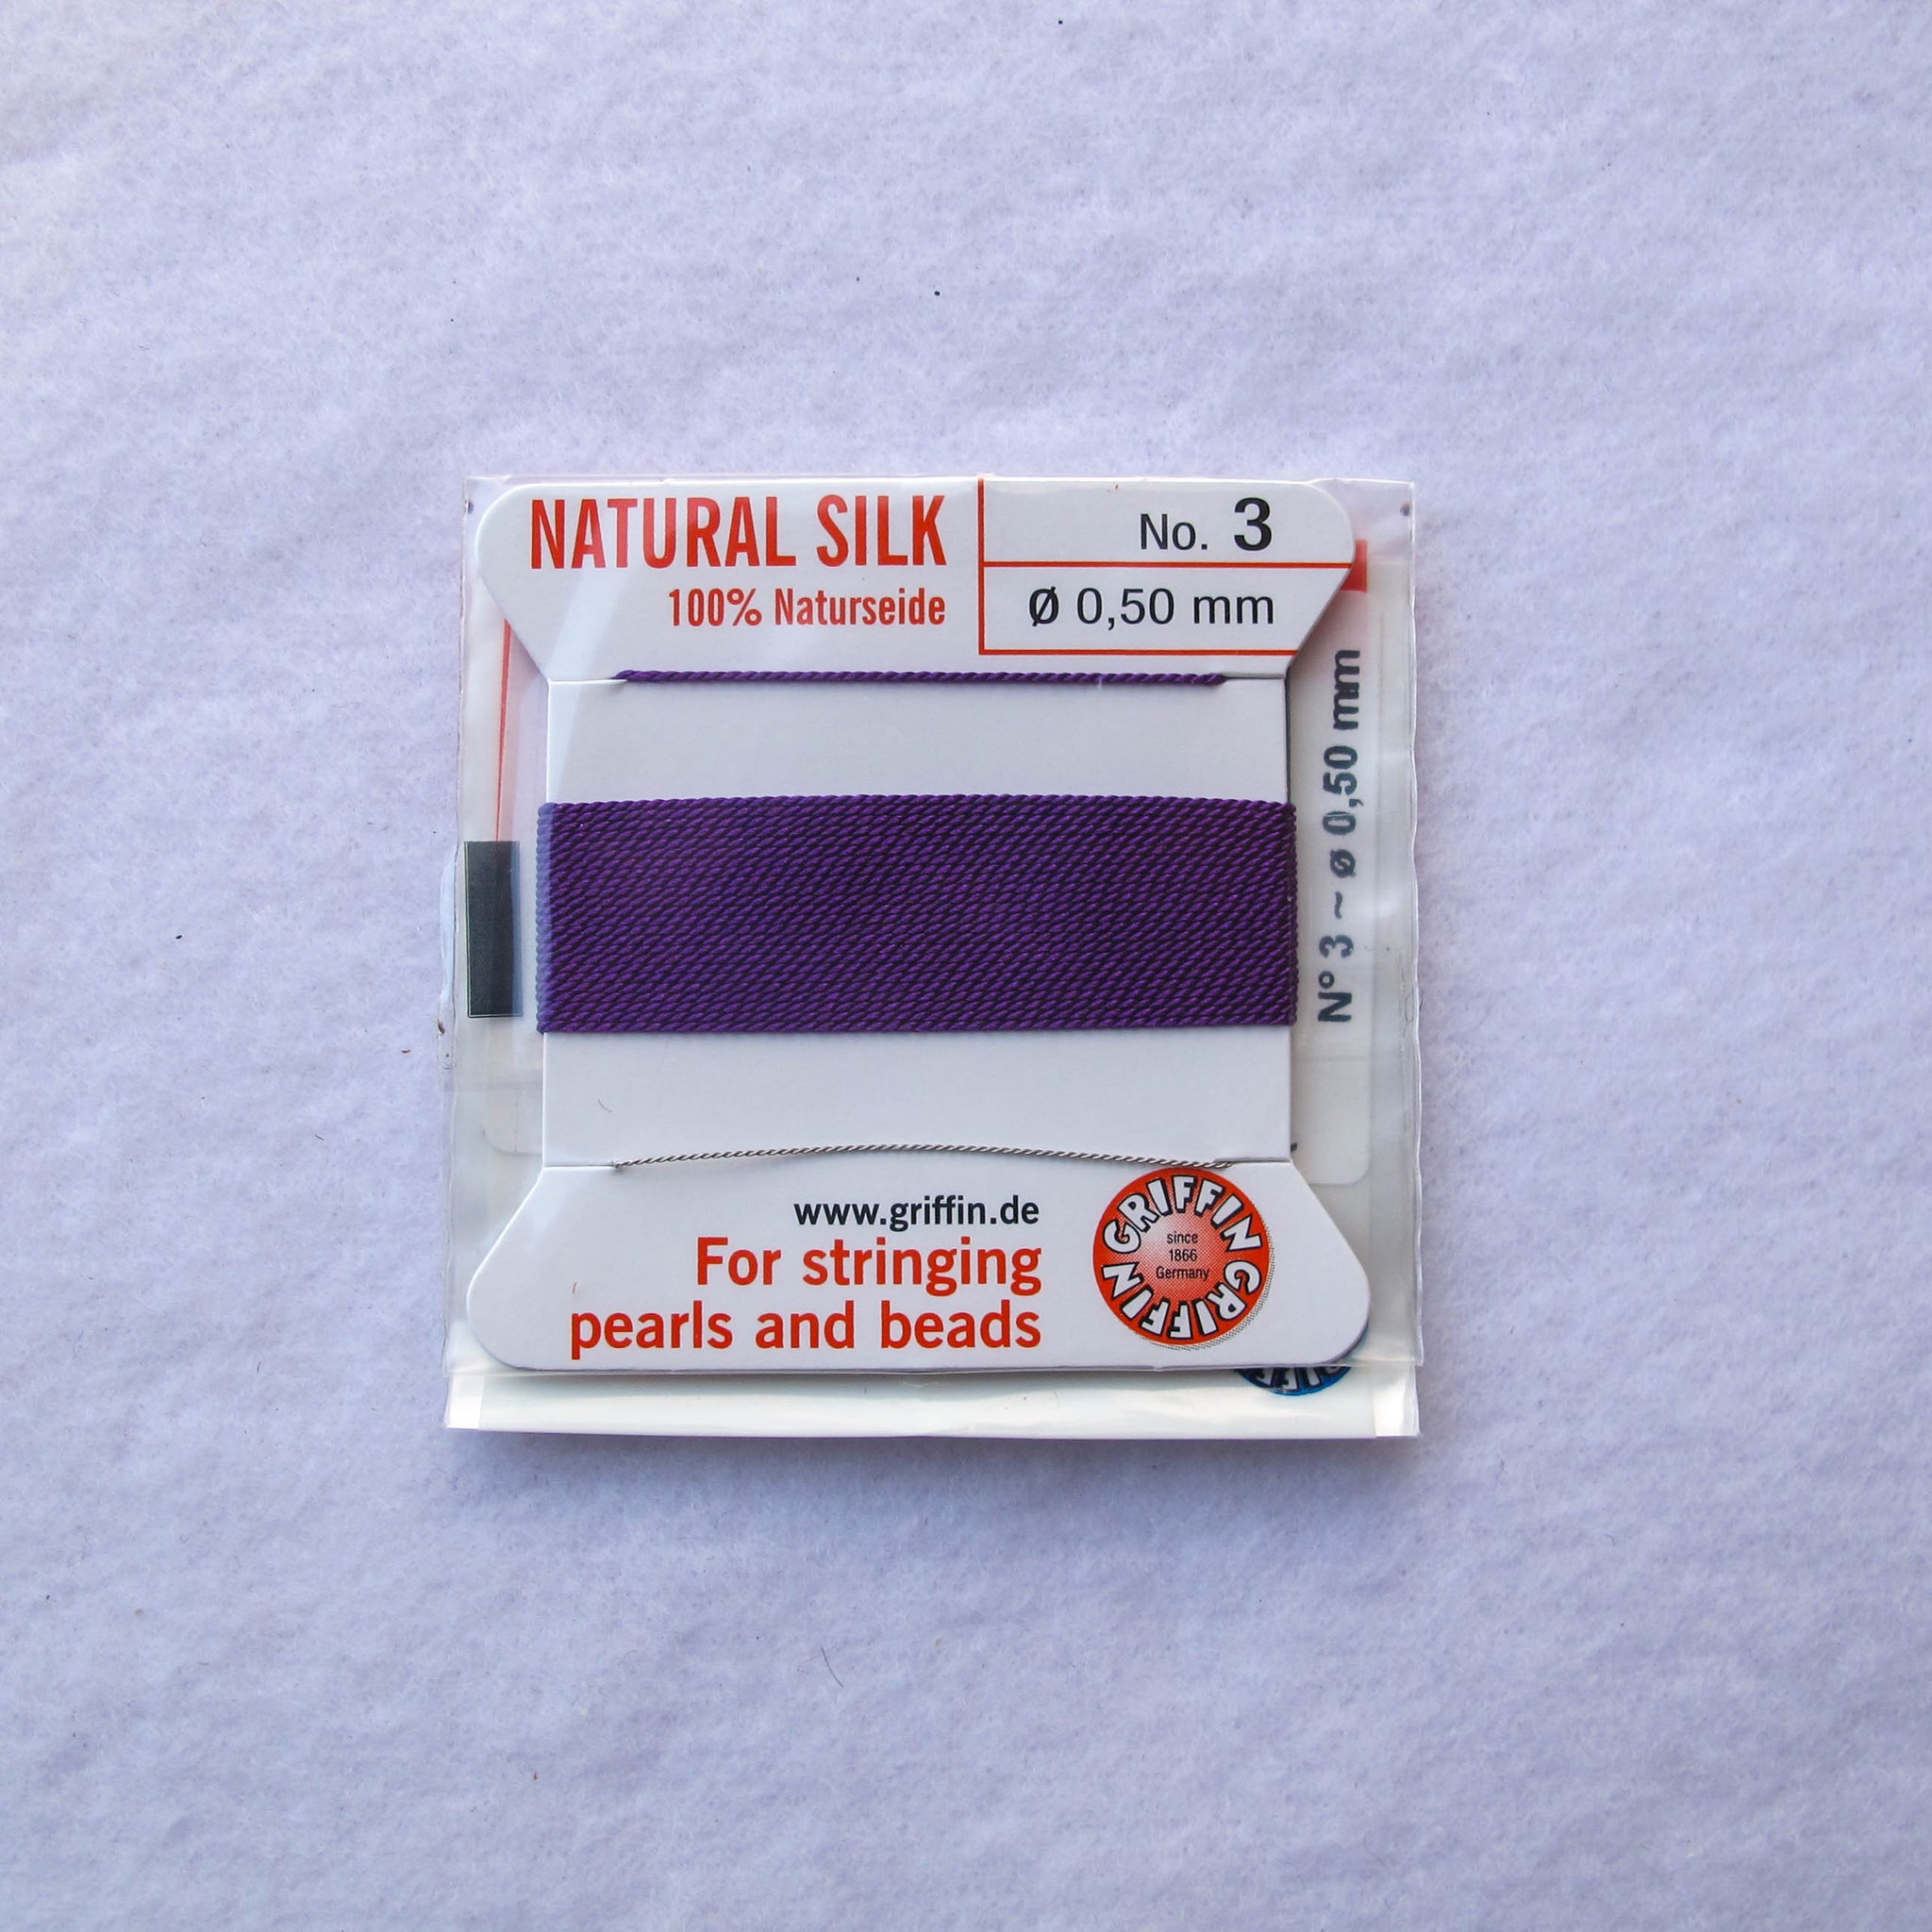 NATURAL SILK
100% Naturseide
No. 3
Ø 0,50 mm
N° 3 ~ ø 0,50 mm
www.griffin.de
For stringing
pearls and beads
GRIFFIN GRIFFIN
since
1866
Germany